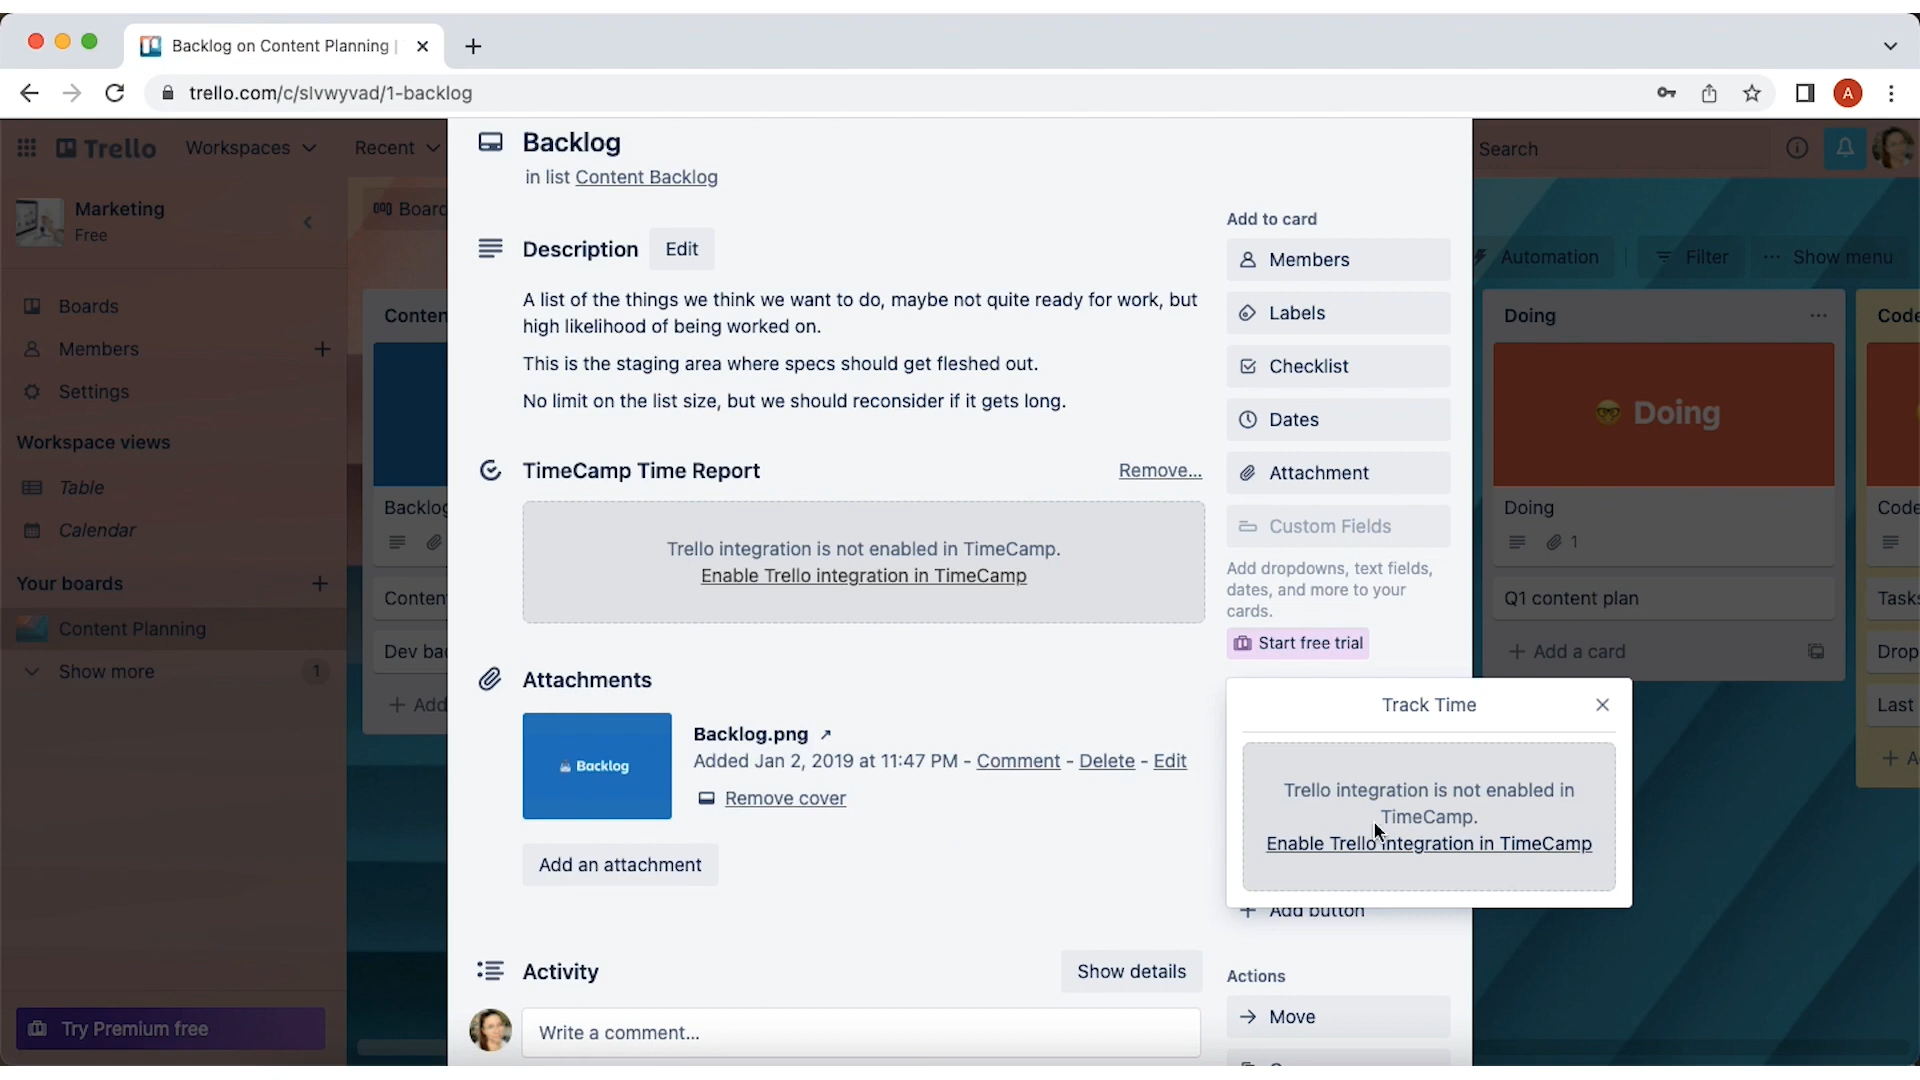 Backlog on Content Planning |
trello.com/c/slvwyvad/1-backlog
A
Trello
Workspaces
Recent
Search
Marketing
Free
Boards
Members
Settings
Workspace views
Table
Calendar
Your boards
Content Planning
Show more
1
Try Premium free
Board
Conten
Backlog
Conten
Dev bac
+ Add
Backlog
in list Content Backlog
Description
Edit
A list of the things we think we want to do, maybe not quite ready for work, but
high likelihood of being worked on.
This is the staging area where specs should get fleshed out.
No limit on the list size, but we should reconsider if it gets long.
TimeCamp Time Report
Remove...
Trello integration is not enabled in TimeCamp.
Enable Trello integration in TimeCamp
Attachments
Backlog
Backlog.png ↗
Added Jan 2, 2019 at 11:47 PM - Comment - Delete - Edit
Remove cover
Add an attachment
Activity
Show details
Write a comment...
Add to card
Members
Labels
Checklist
Dates
Attachment
Custom Fields
Add dropdowns, text fields,
dates, and more to your
cards.
Start free trial
Track Time
Trello integration is not enabled in
TimeCamp.
Enable Trello integration in TimeCamp
+ Add button
Actions
→ Move
Automation
Filter
Show menu
Doing
Doing
Doing
1
Q1 content plan
+ Add a card
Code
Code
Tasks
Drop
Last
+ A